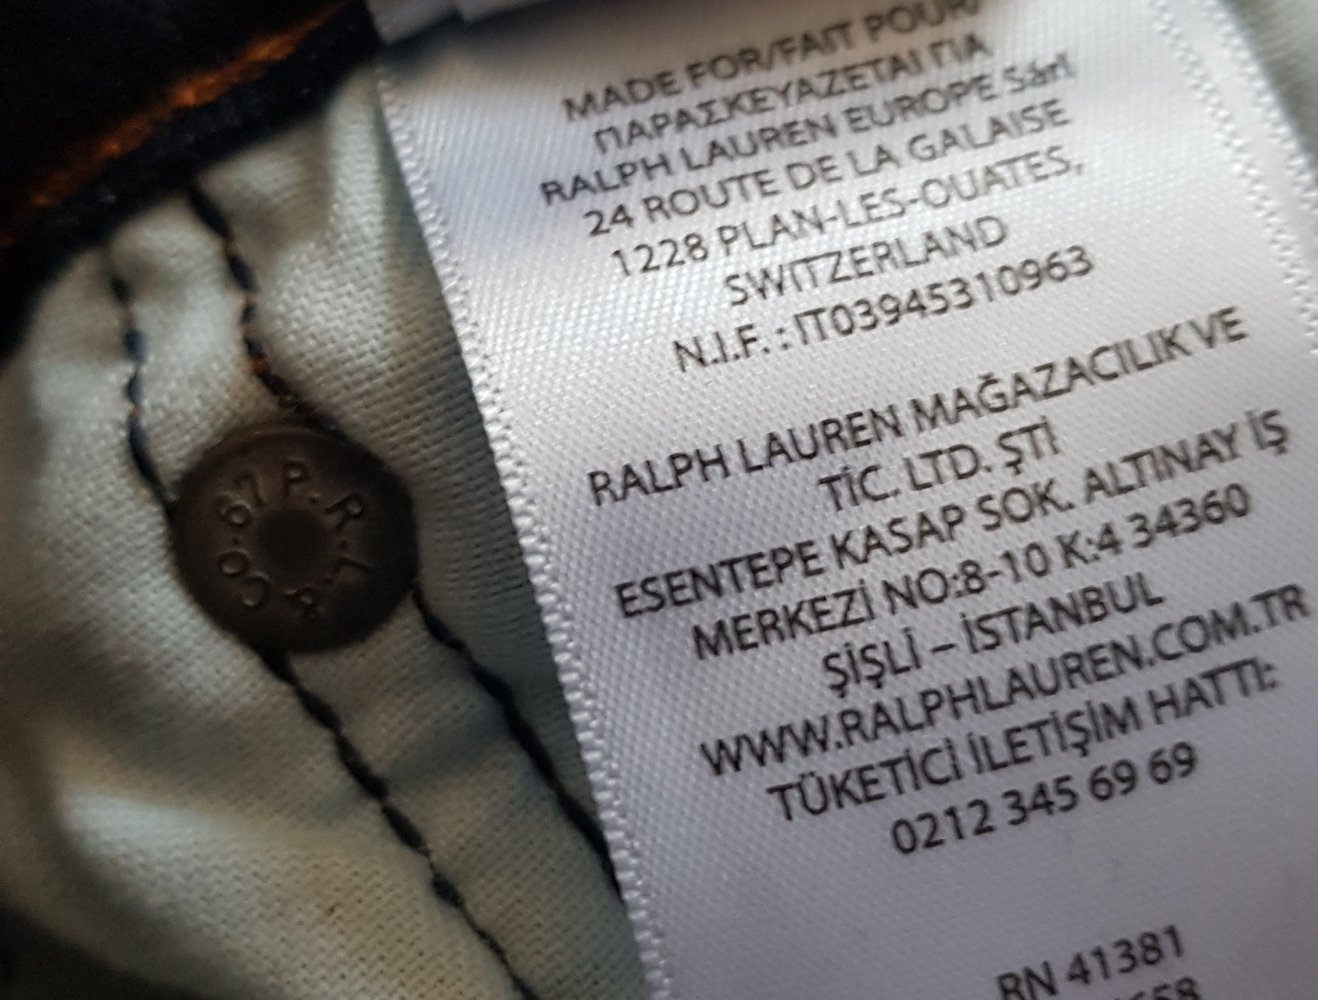 MADE FOR/FAIT POUR/
ΠΑΡΑΣΚΕΥΑΖΕΤΑΙ ΓΙΑ
RALPH LAUREN EUROPE Sárl
24 ROUTE DE LA GALAISE
1228 PLAN-LES-OUATES,
SWITZERLAND
N.I.F. : IT03945310963
RALPH LAUREN MAĞAZACILIK VE
TİC. LTD. ŞTİ
ESENTEPE KASAP SOK. ALTINAY İŞ
MERKEZİ NO:8-10 K:4 34360
ŞİŞLİ – İSTANBUL
WWW.RALPHLAUREN.COM.TR
TÜKETİCİ İLETİŞİM HATTI:
0212 345 69 69
RN 41381
P. R. L. R. CO. 67